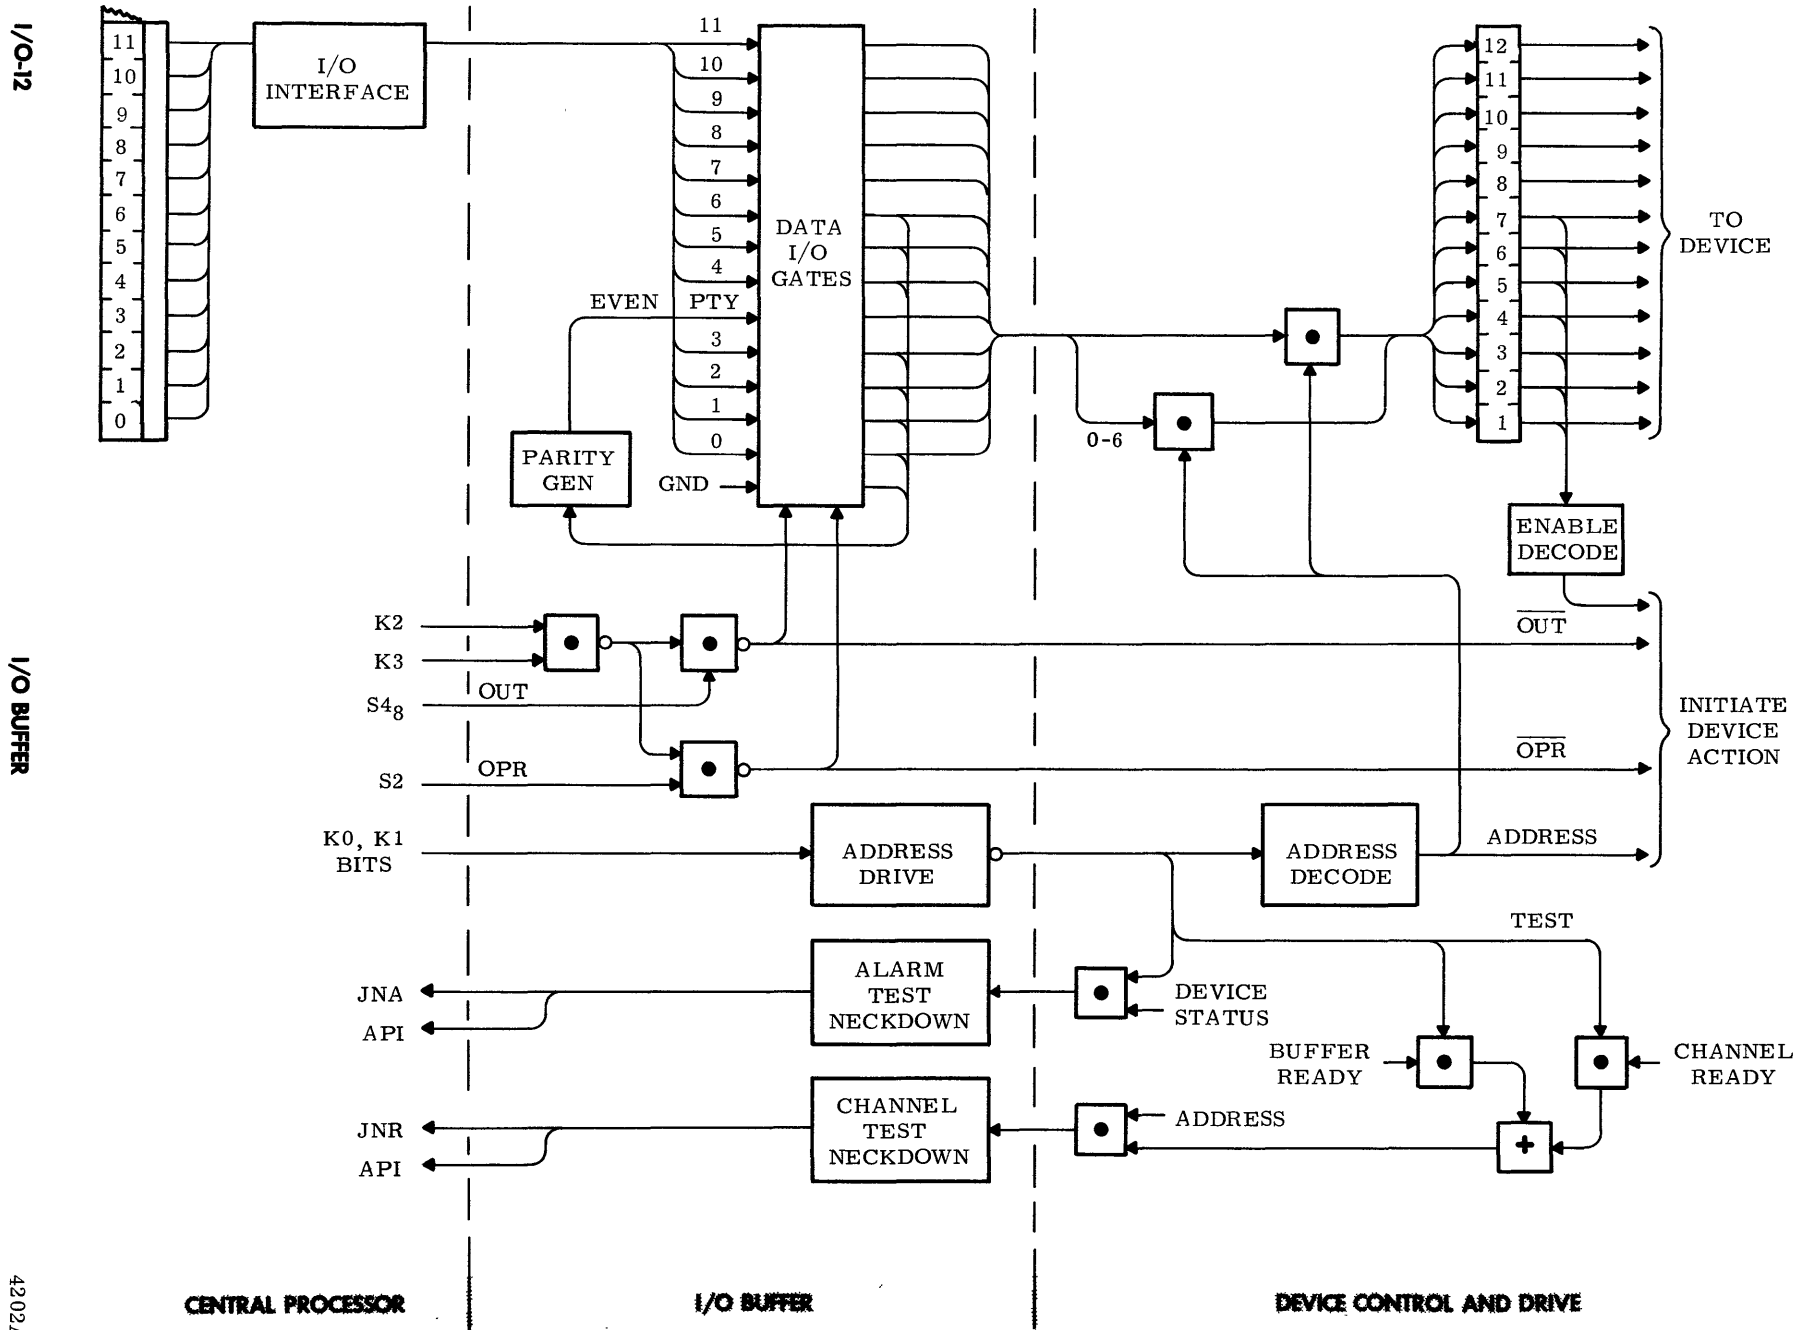 I/O-12
I/O BUFFER
4202
11
10
9
8
7
6
5
4
3
2
1
0
I/O
INTERFACE
11
10
9
8
7
6
5
4
EVEN PTY
3
2
1
0
GND
DATA
I/O
GATES
PARITY
GEN
12
11
10
9
8
7
6
5
4
3
2
1
TO
DEVICE
0-6
ENABLE
DECODE
K2
K3
S4₈
OUT
S2
OPR
OUT
OPR
INITIATE
DEVICE
ACTION
K0, K1
BITS
ADDRESS
DRIVE
ADDRESS
DECODE
ADDRESS
TEST
JNA
API
ALARM
TEST
NECKDOWN
DEVICE
STATUS
BUFFER
READY
CHANNEL
READY
JNR
API
CHANNEL
TEST
NECKDOWN
ADDRESS
+
CENTRAL PROCESSOR
I/O BUFFER
DEVICE CONTROL AND DRIVE